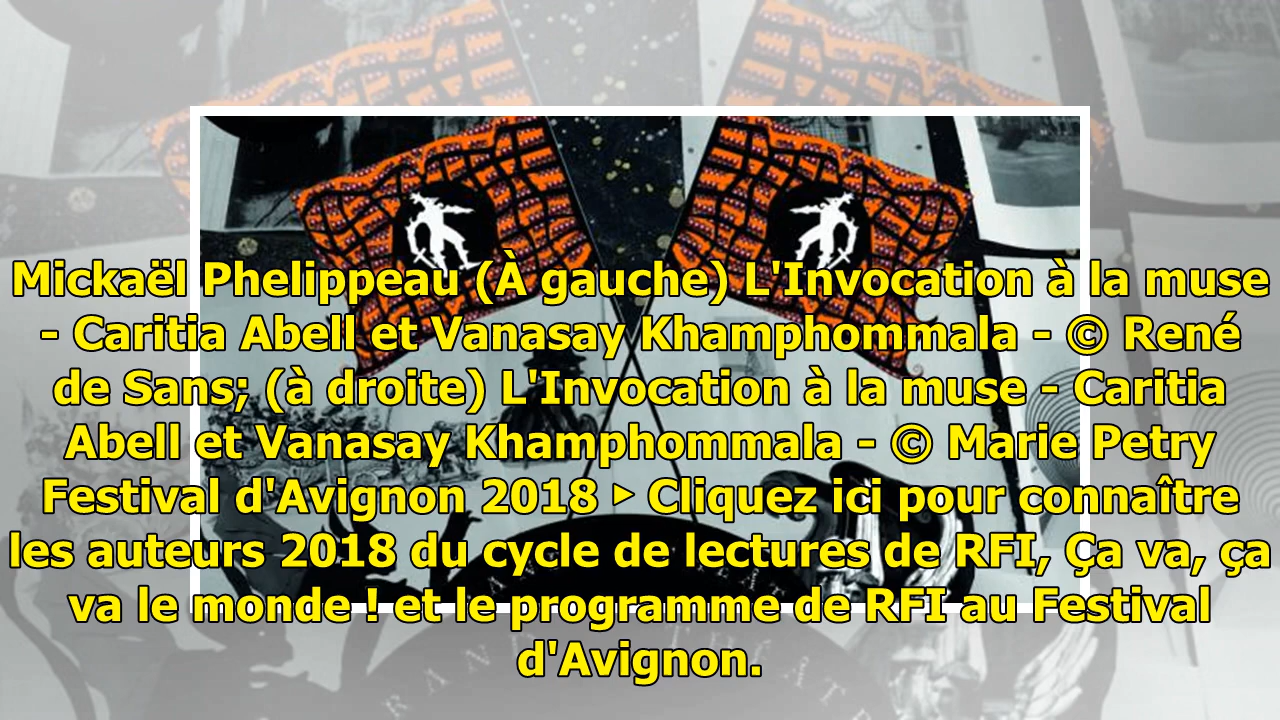 Mickaël Phelippeau (À gauche) L'Invocation à la muse
- Caritia Abell et Vanasay Khamphommala - © René
de Sans; (à droite) L'Invocation à la muse - Caritia
Abell et Vanasay Khamphommala - © Marie Petry
Festival d'Avignon 2018 ‣ Cliquez ici pour connaître
les auteurs 2018 du cycle de lectures de RFI, Ça va, ça
va le monde ! et le programme de RFI au Festival
d'Avignon.